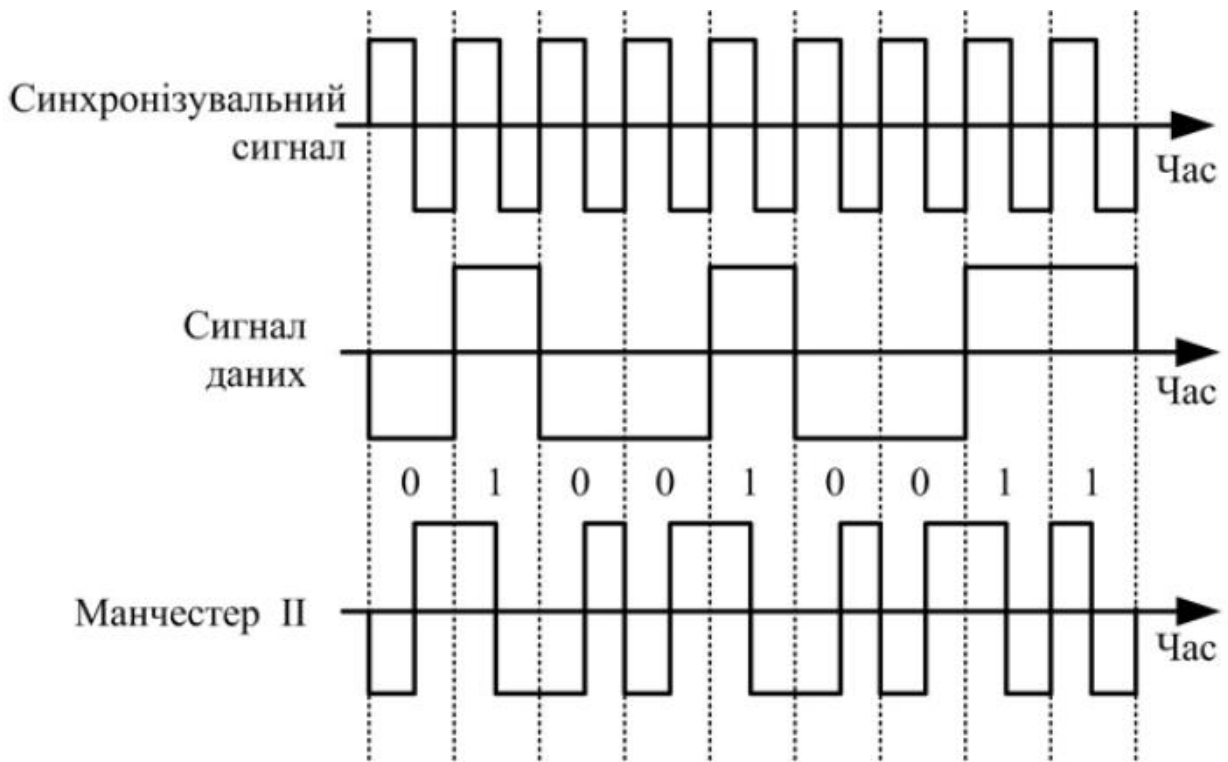 Синхронізувальний
сигнал
Час
Сигнал
даних
Час
0 1 0 0 1 0 0 1 1
Манчестер II
Час